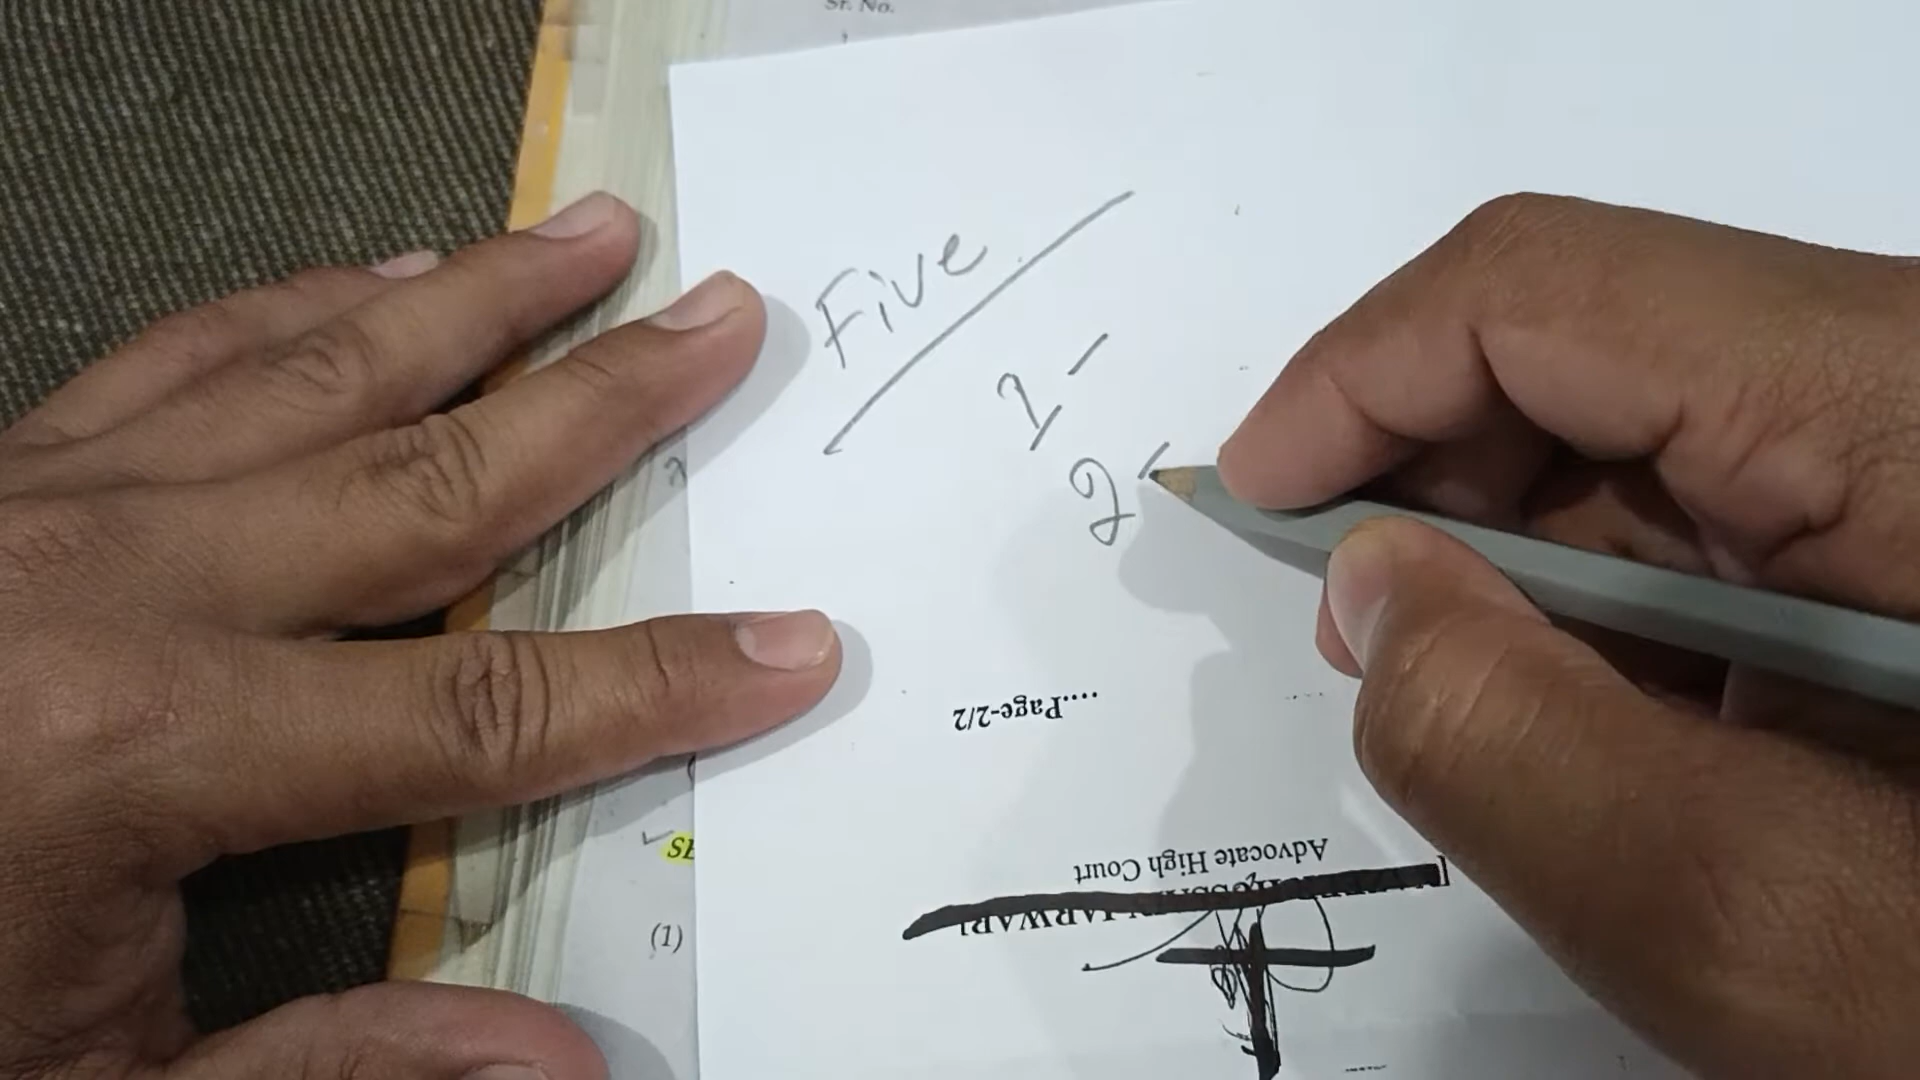 Sr. No.
Five
1 -
2 -
....Page-2/2
Advocate High Court
(1)